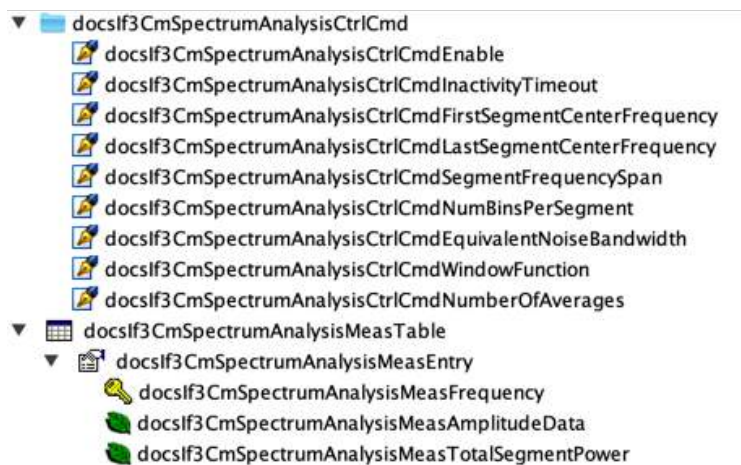 docsIf3CmSpectrumAnalysisCtrlCmd
docsIf3CmSpectrumAnalysisCtrlCmdEnable
docsIf3CmSpectrumAnalysisCtrlCmdInactivityTimeout
docsIf3CmSpectrumAnalysisCtrlCmdFirstSegmentCenterFrequency
docsIf3CmSpectrumAnalysisCtrlCmdLastSegmentCenterFrequency
docsIf3CmSpectrumAnalysisCtrlCmdSegmentFrequencySpan
docsIf3CmSpectrumAnalysisCtrlCmdNumBinsPerSegment
docsIf3CmSpectrumAnalysisCtrlCmdEquivalentNoiseBandwidth
docsIf3CmSpectrumAnalysisCtrlCmdWindowFunction
docsIf3CmSpectrumAnalysisCtrlCmdNumberOfAverages
docsIf3CmSpectrumAnalysisMeasTable
docsIf3CmSpectrumAnalysisMeasEntry
docsIf3CmSpectrumAnalysisMeasFrequency
docsIf3CmSpectrumAnalysisMeasAmplitudeData
docsIf3CmSpectrumAnalysisMeasTotalSegmentPower